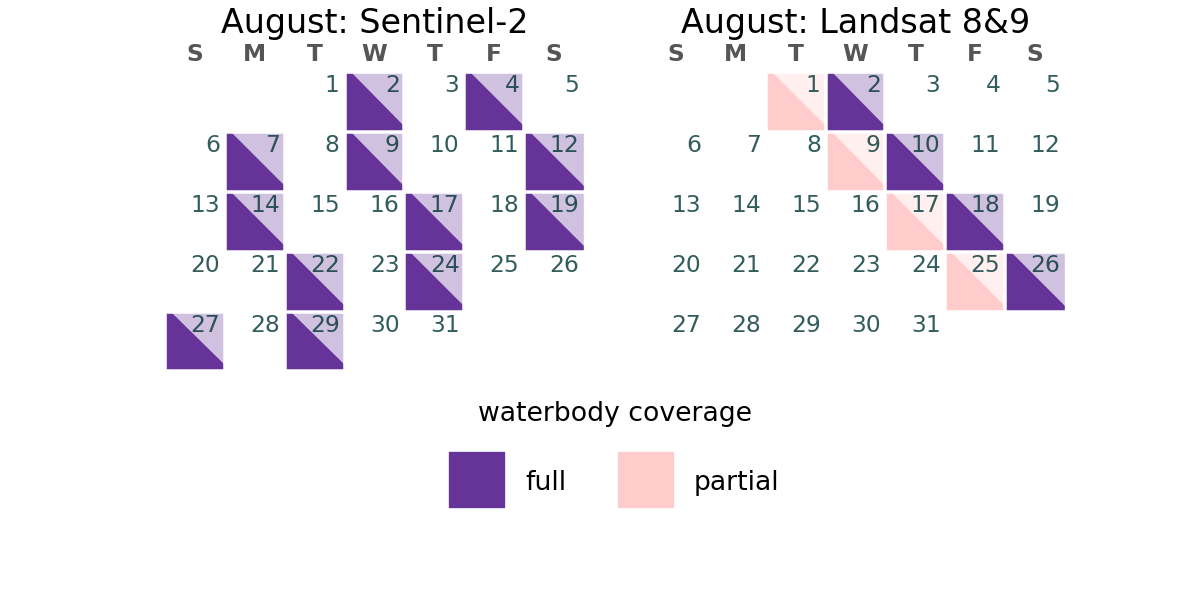 August: Sentinel-2
S M T W T F S
1 2 3 4 5
6 7 8 9 10 11 12
13 14 15 16 17 18 19
20 21 22 23 24 25 26
27 28 29 30 31
August: Landsat 8&9
S M T W T F S
1 2 3 4 5
6 7 8 9 10 11 12
13 14 15 16 17 18 19
20 21 22 23 24 25 26
27 28 29 30 31
waterbody coverage
full partial